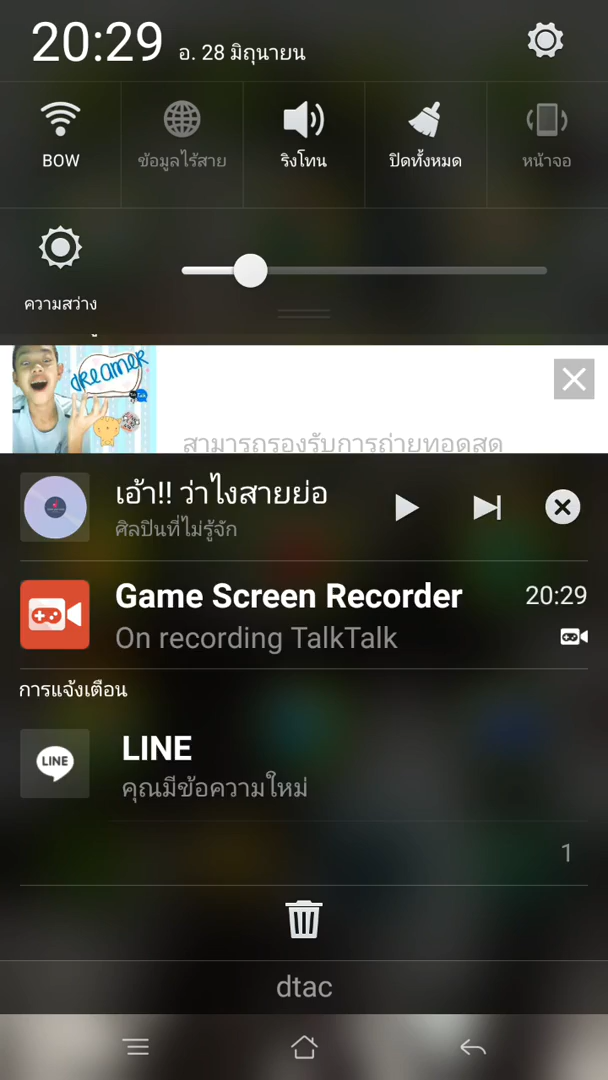 20:29 อ. 28 มิถุนายน
BOW
ข้อมูลไร้สาย
ริงโทน
ปิดทั้งหมด
หน้าจอ
ความสว่าง
dreamer
สามารถรองรับการถ่ายทอดสด
เอ้า!! ว่าไงสายย่อ
ศิลปินที่ไม่รู้จัก
Game Screen Recorder 20:29
On recording TalkTalk
การแจ้งเตือน
LINE
LINE
คุณมีข้อความใหม่
1
dtac